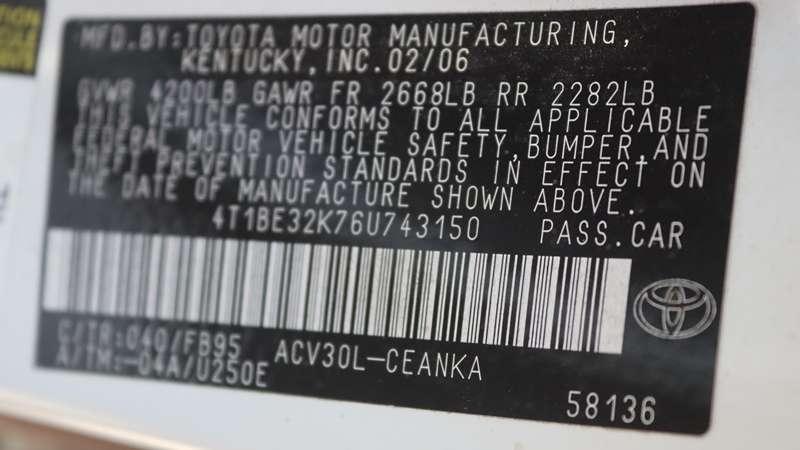 MFD.BY:TOYOTA MOTOR MANUFACTURING,
KENTUCKY,INC.02/06
GVWR 4200LB GAWR FR 2668LB RR 2282LB
THIS VEHICLE CONFORMS TO ALL APPLICABLE
FEDERAL MOTOR VEHICLE SAFETY,BUMPER,AND
THEFT PREVENTION STANDARDS IN EFFECT ON
THE DATE OF MANUFACTURE SHOWN ABOVE.
4T1BE32K76U743150 PASS.CAR
C/TR:040/FB95 ACV30L-CEANKA
A/TM:-04A/U250E
58136